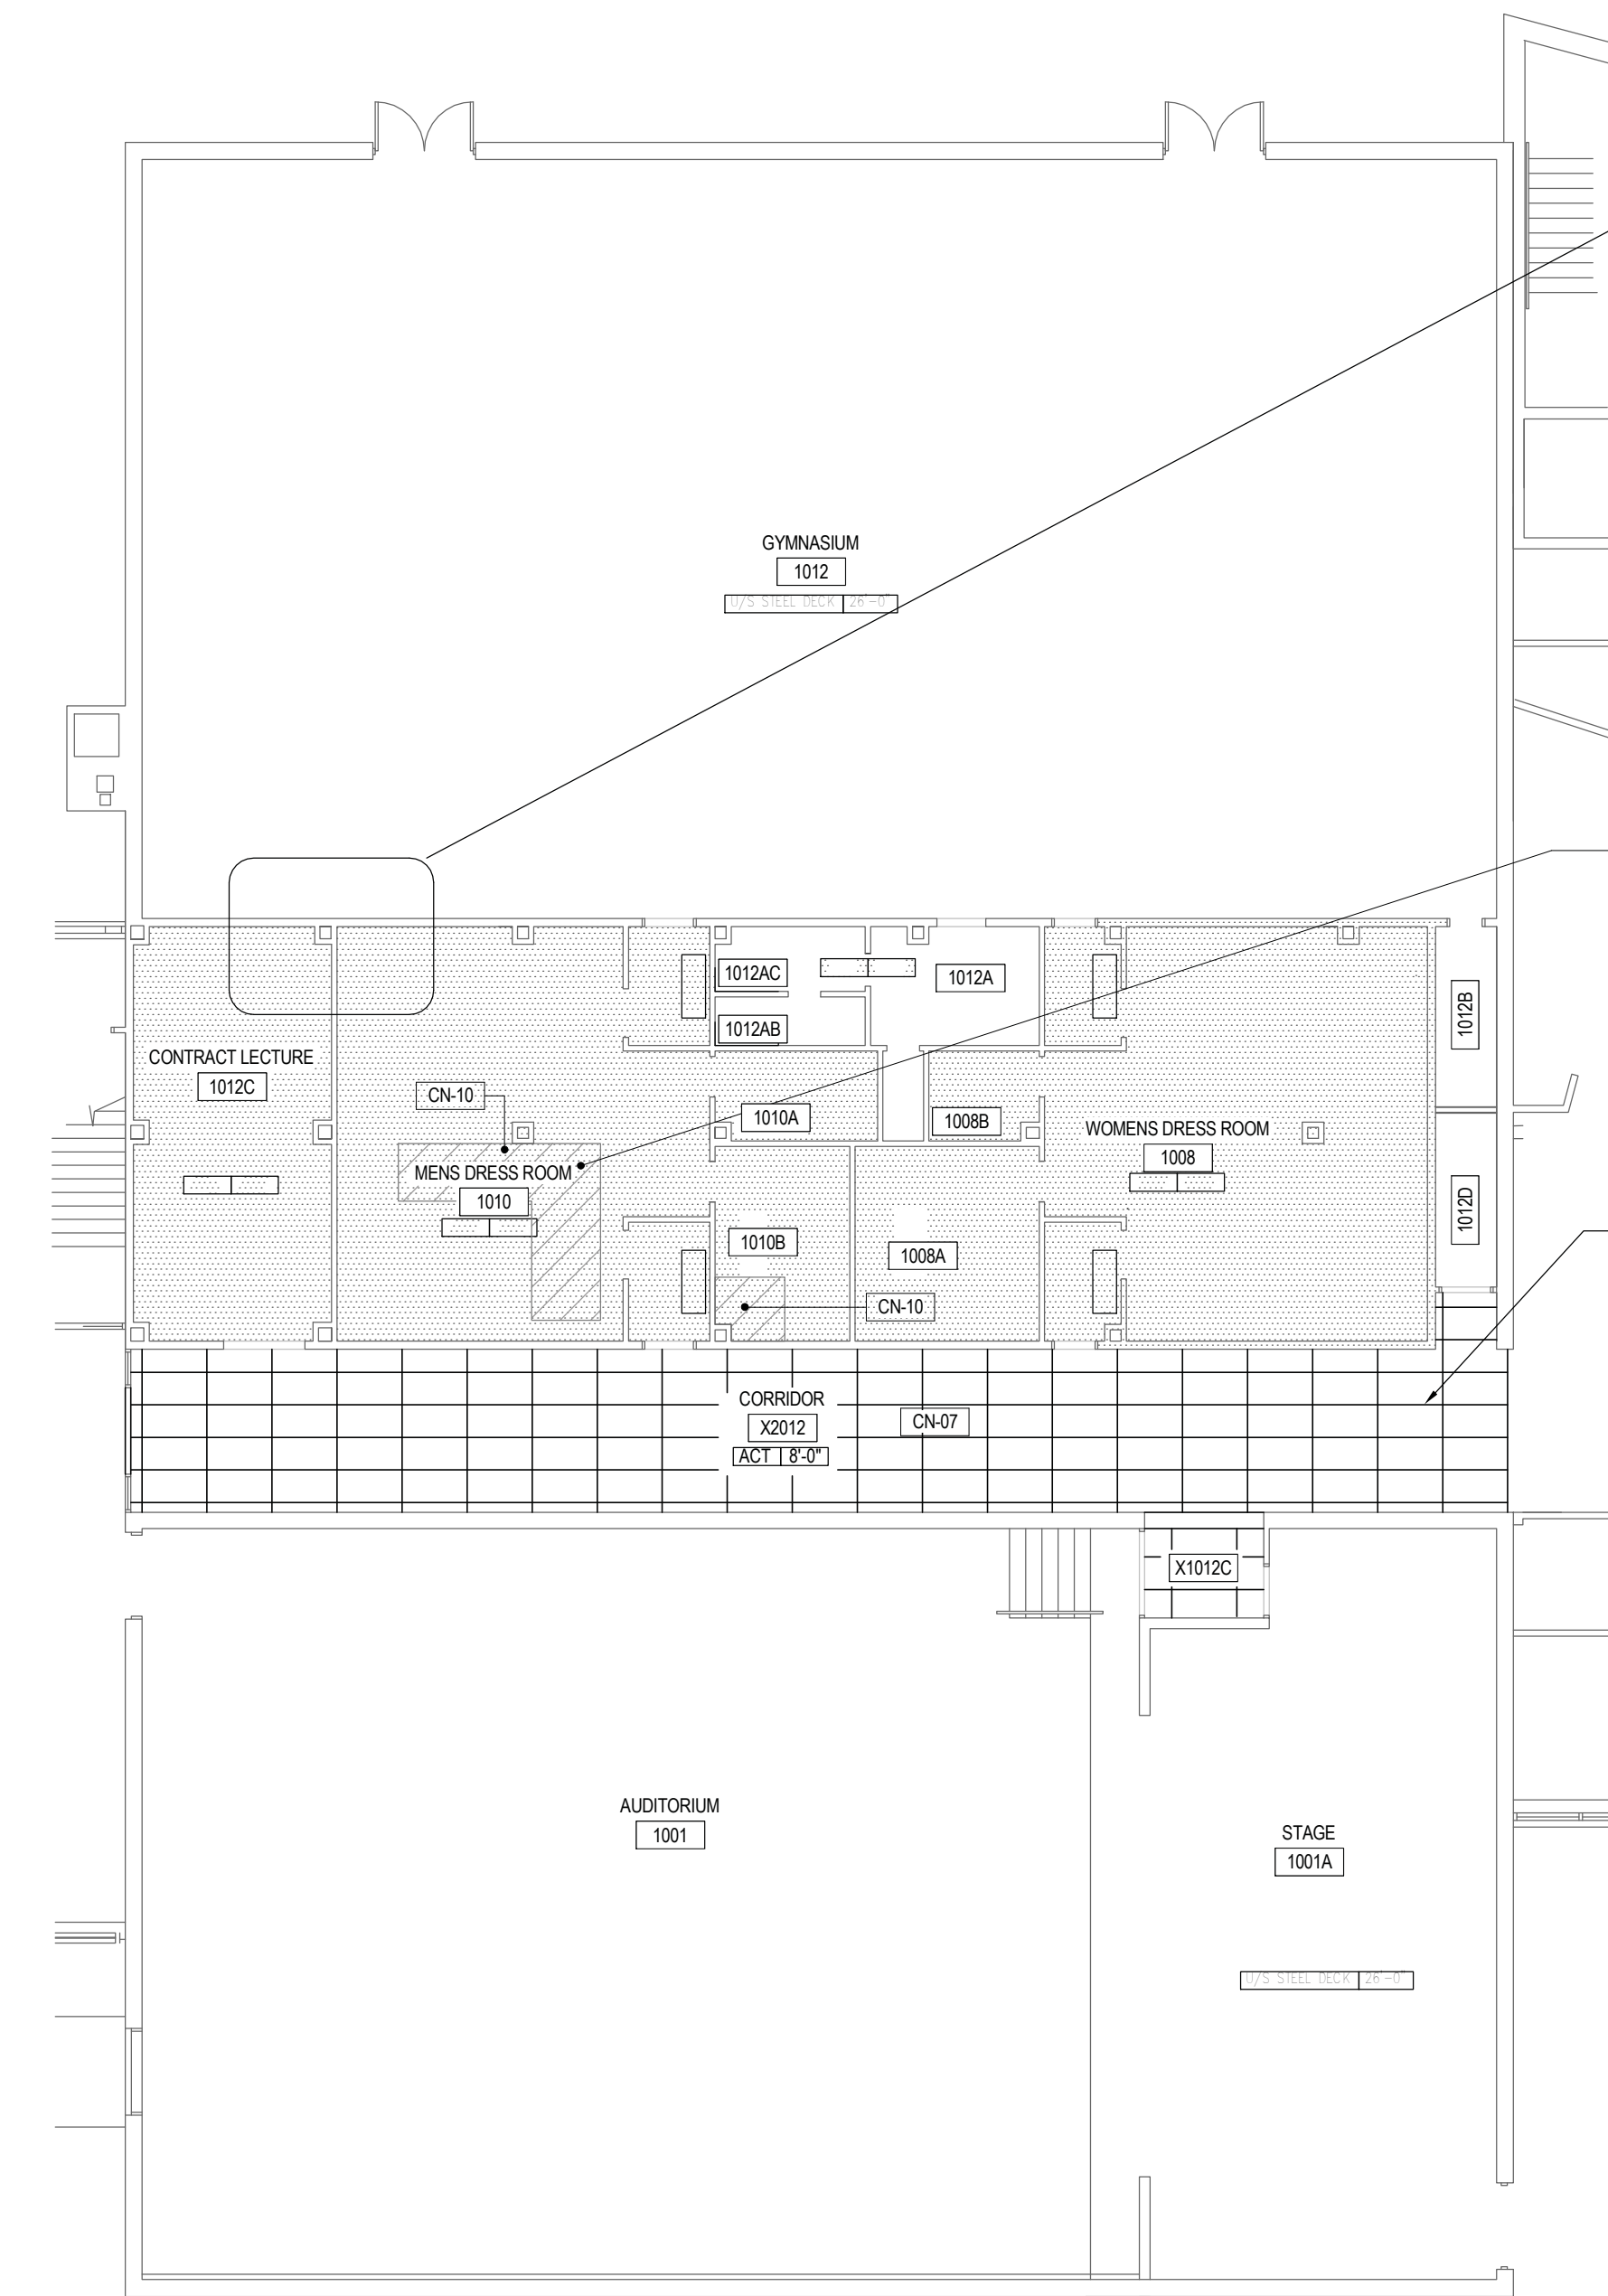 GYMNASIUM
1012
U/S STEEL DECK 26'-0"
1012AC
1012A
1012B
1012AB
CONTRACT LECTURE
1012C
CN-10
1010A
1008B
WOMENS DRESS ROOM
1008
MENS DRESS ROOM
1010
1012D
1010B
1008A
CN-10
CORRIDOR
X2012
CN-07
ACT 8'-0"
X1012C
AUDITORIUM
1001
STAGE
1001A
U/S STEEL DECK 26'-0"